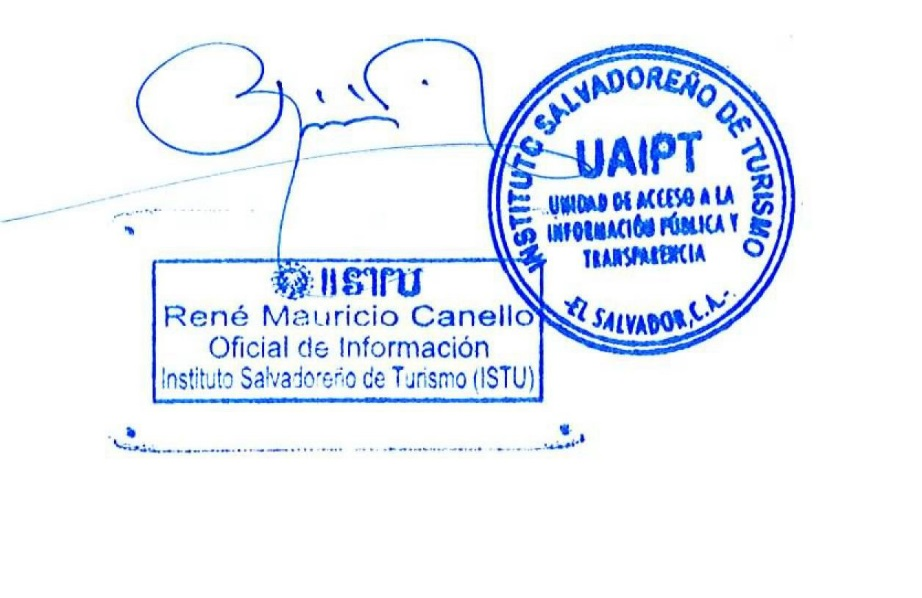 INSTITUTO SALVADOREÑO DE TURISMO
UAIPT
UNIDAD DE ACCESO A LA
INFORMACIÓN PÚBLICA Y
TRANSPARENCIA
-EL SALVADOR, C.A.-
ISTU
René Mauricio Canello
Oficial de Información
Instituto Salvadoreño de Turismo (ISTU)